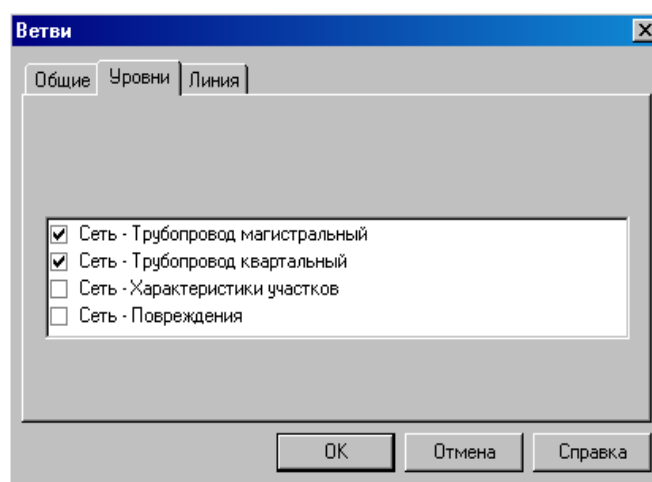 Ветви
Общие Уровни Линия
Сеть - Трубопровод магистральный
Сеть - Трубопровод квартальный
Сеть - Характеристики участков
Сеть - Повреждения
OK Отмена Справка